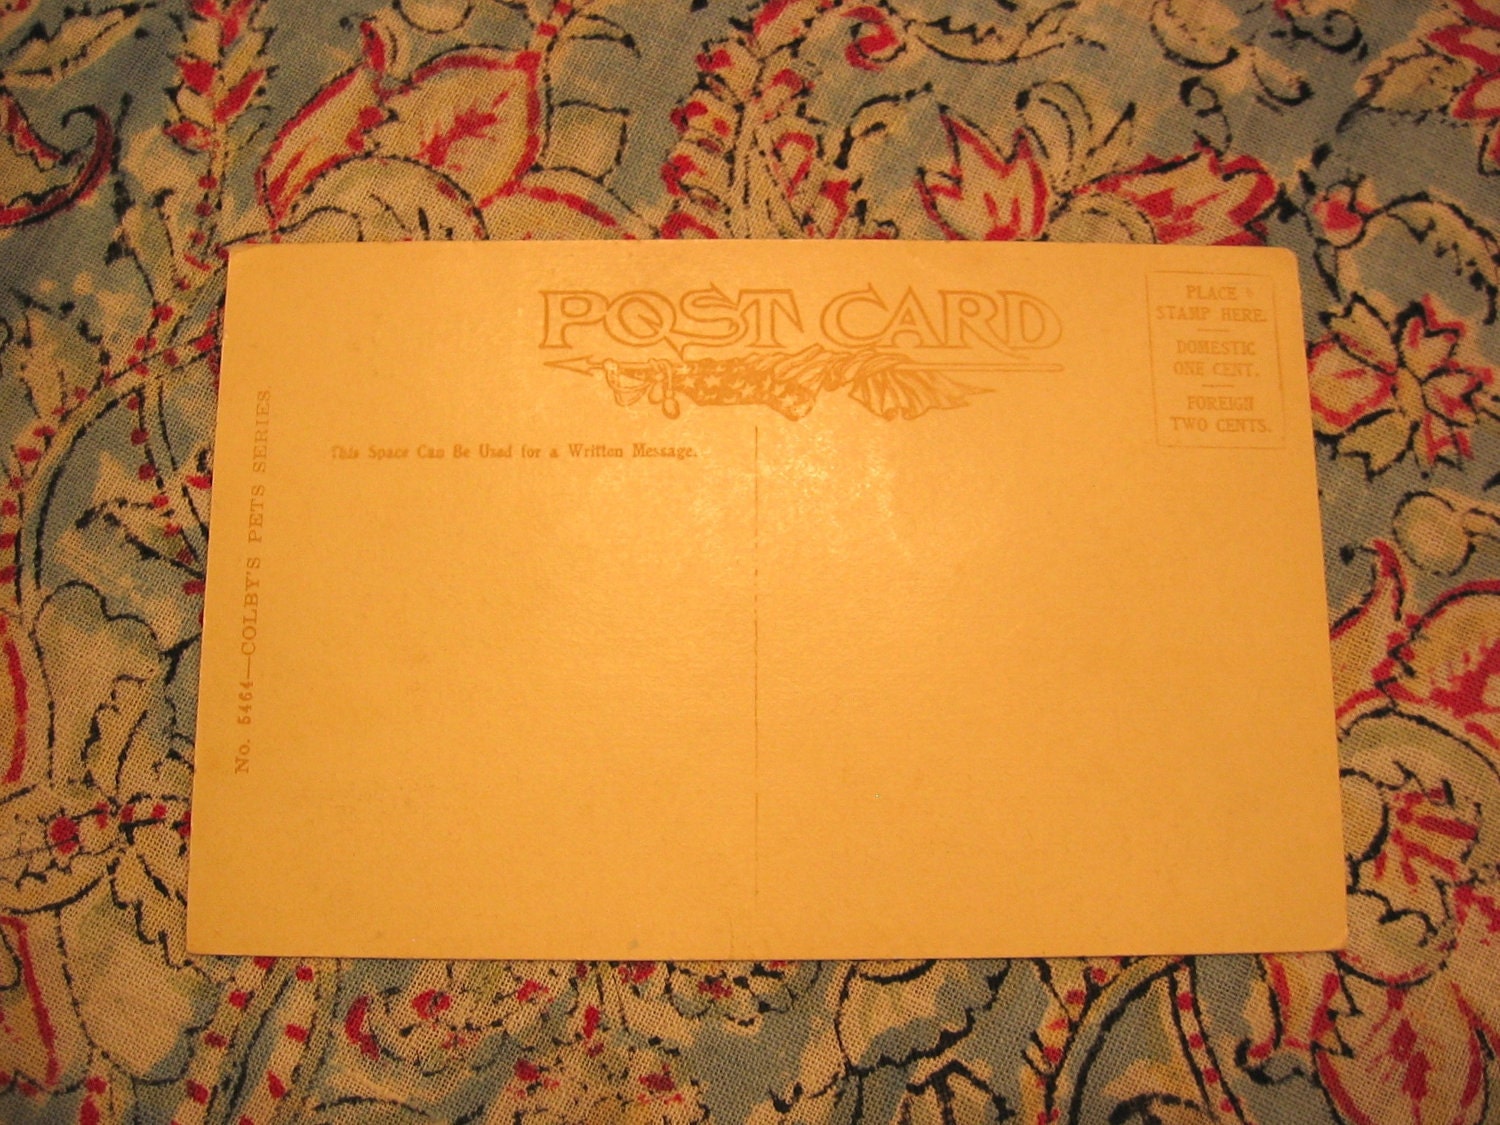 POST CARD
PLACE
STAMP HERE.
DOMESTIC
ONE CENT.
FOREIGN
TWO CENTS.
This Space Can Be Used for a Written Message.
No. 5464—COLBY'S PETS SERIES.